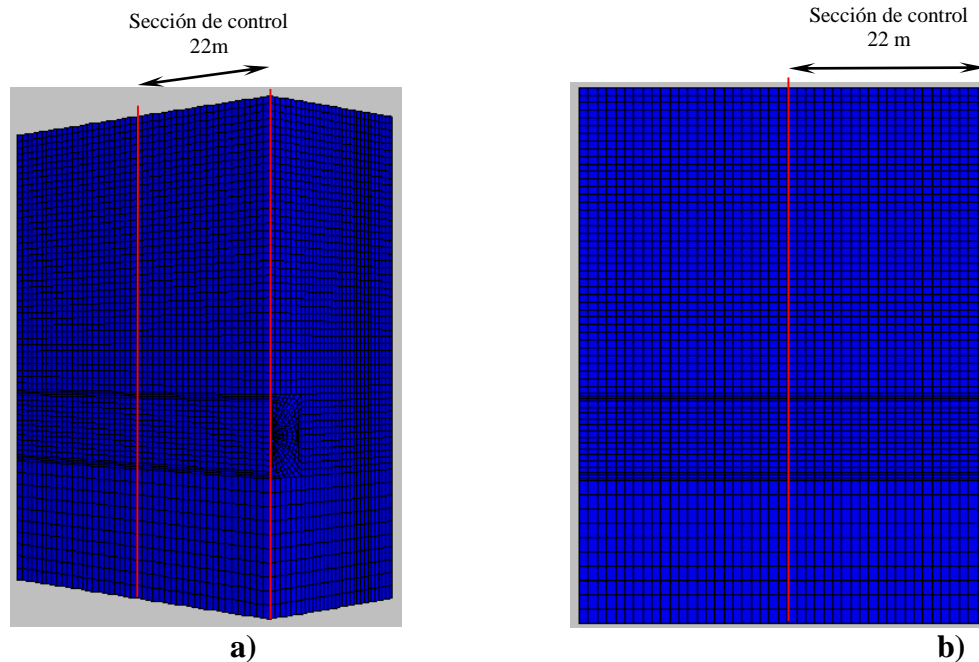 Sección de control
22m
Sección de control
22 m
a)
b)